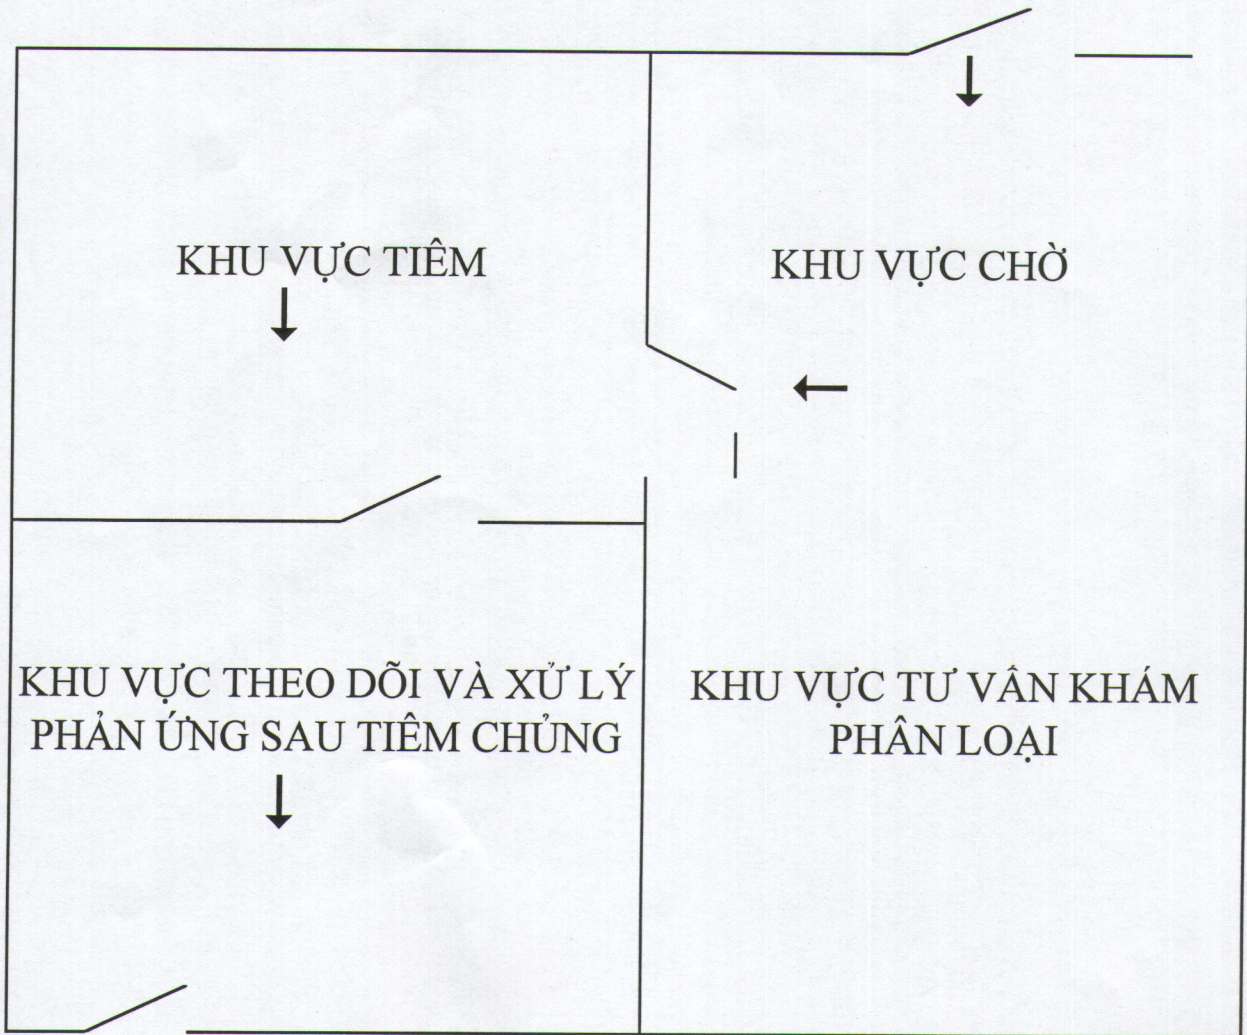 KHU VỰC TIÊM
KHU VỰC CHỜ
KHU VỰC THEO DÕI VÀ XỬ LÝ
PHẢN ỨNG SAU TIÊM CHỦNG
KHU VỰC TƯ VẤN KHÁM
PHÂN LOẠI